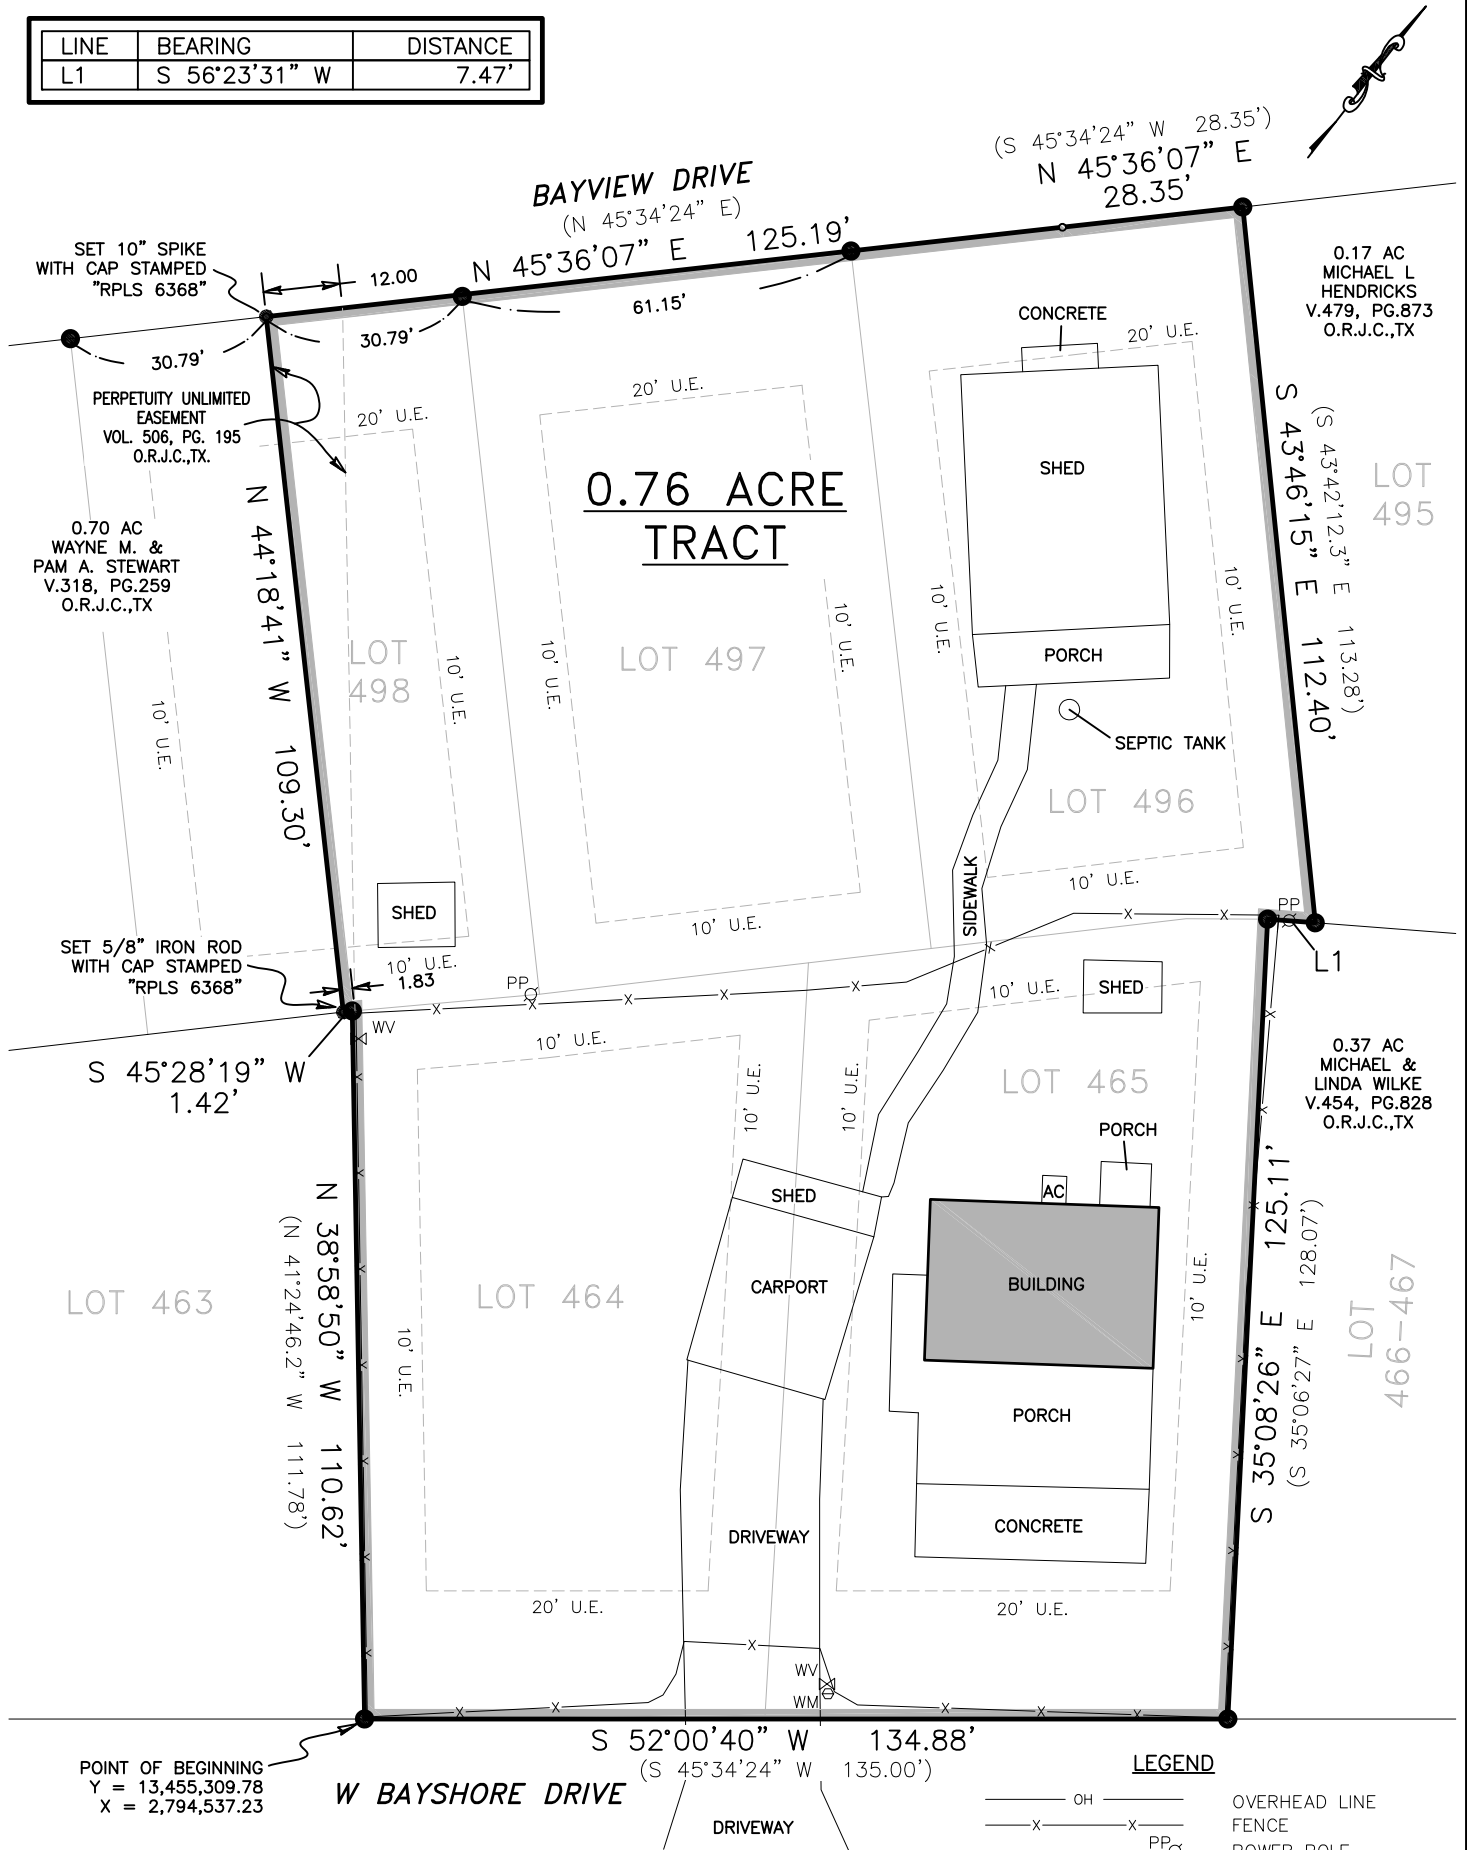 LINE BEARING DISTANCE
L1 S 56°23'31" W 7.47'
(S 45°34'24" W 28.35')
N 45°36'07" E
28.35'
BAYVIEW DRIVE
(N 45°34'24" E)
N 45°36'07" E 125.19'
SET 10" SPIKE
WITH CAP STAMPED
"RPLS 6368"
12.00
30.79'
30.79'
61.15'
0.17 AC
MICHAEL L
HENDRICKS
V.479, PG.873
O.R.J.C.,TX
CONCRETE
20' U.E.
20' U.E.
20' U.E.
PERPETUITY UNLIMITED
EASEMENT
VOL. 506, PG. 195
O.R.J.C.,TX.
0.76 ACRE
TRACT
SHED
S 43°46'15" E 112.40'
(S 43°42'12.3" E 113.28')
LOT
495
N 44°18'41" W 109.30'
0.70 AC
WAYNE M. &
PAM A. STEWART
V.318, PG.259
O.R.J.C.,TX
10' U.E.
10' U.E.
10' U.E.
10' U.E.
10' U.E.
10' U.E.
LOT
498
LOT 497
PORCH
SEPTIC TANK
LOT 496
SIDEWALK
10' U.E.
SHED
10' U.E.
10' U.E.
PP
L1
SET 5/8" IRON ROD
WITH CAP STAMPED
"RPLS 6368"
1.83
PP
10' U.E.
SHED
WV
S 45°28'19" W
1.42'
10' U.E.
10' U.E.
10' U.E.
LOT 465
0.37 AC
MICHAEL &
LINDA WILKE
V.454, PG.828
O.R.J.C.,TX
PORCH
AC
SHED
N 38°58'50" W 110.62'
(N 41°24'46.2" W 111.78')
LOT 463
LOT 464
CARPORT
BUILDING
10' U.E.
10' U.E.
S 35°08'26" E 125.11'
(S 35°06'27" E 128.07')
LOT
466-467
PORCH
CONCRETE
DRIVEWAY
20' U.E.
20' U.E.
WV
WM
S 52°00'40" W 134.88'
(S 45°34'24" W 135.00')
POINT OF BEGINNING
Y = 13,455,309.78
X = 2,794,537.23
W BAYSHORE DRIVE
DRIVEWAY
LEGEND
OH OVERHEAD LINE
X X FENCE
PP POWER POLE